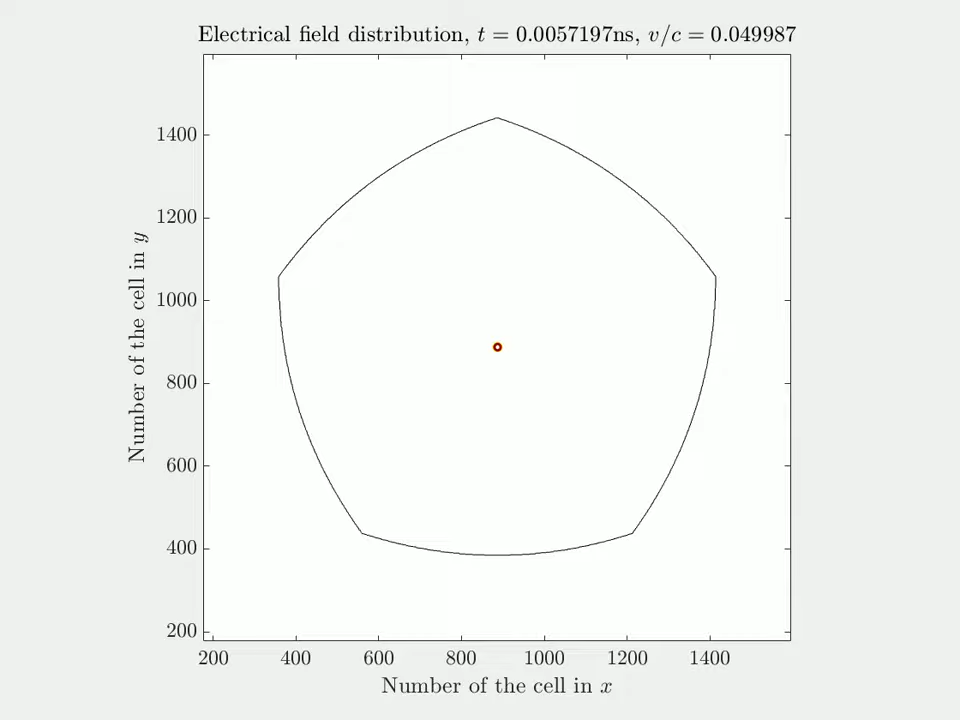 Electrical field distribution, t = 0.0057197ns, v/c = 0.049987
Number of the cell in y
1400
1200
1000
800
600
400
200
200 400 600 800 1000 1200 1400
Number of the cell in x